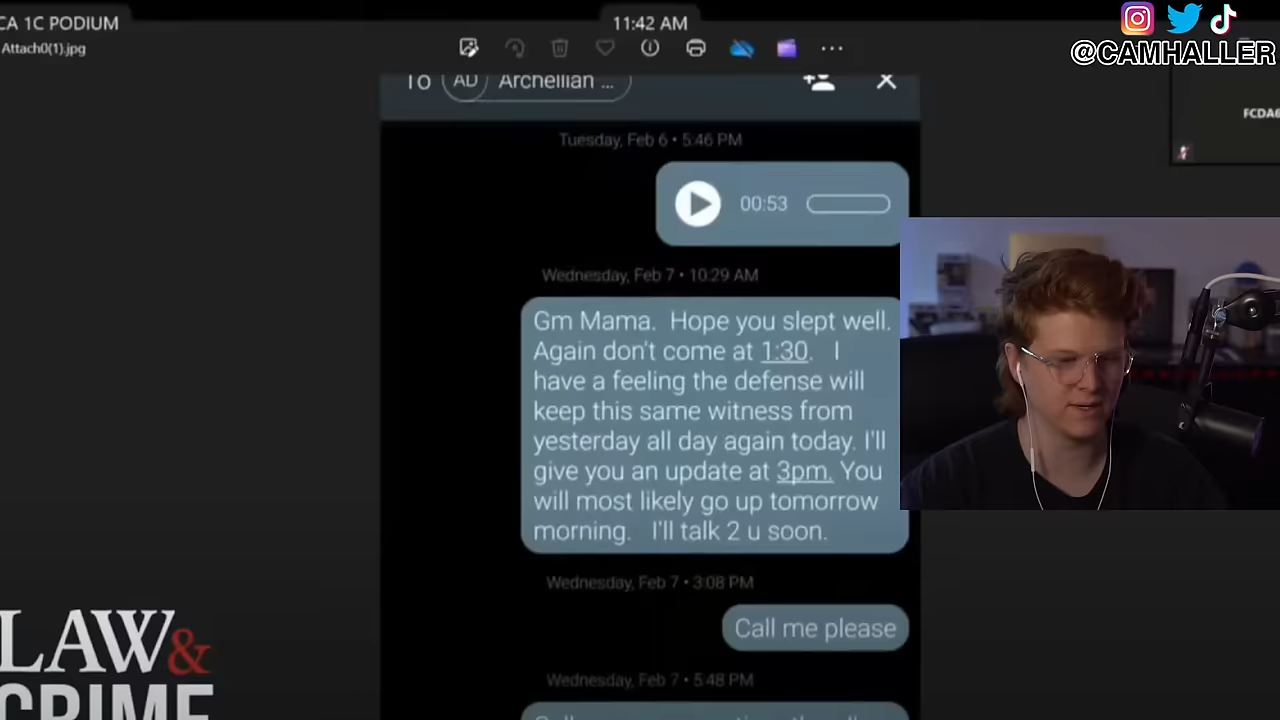 CA 1C PODIUM
11:42 AM
Attach0(1).jpg
@CAMHALLER
To AD Archellian ...
FCDA6
Tuesday, Feb 6 • 5:46 PM
00:53
Wednesday, Feb 7 • 10:29 AM
Gm Mama. Hope you slept well.
Again don't come at 1:30. I
have a feeling the defense will
keep this same witness from
yesterday all day again today. I'll
give you an update at 3pm. You
will most likely go up tomorrow
morning. I'll talk 2 u soon.
Wednesday, Feb 7 • 3:08 PM
Call me please
Wednesday, Feb 7 • 5:48 PM
LAW&
CRIME